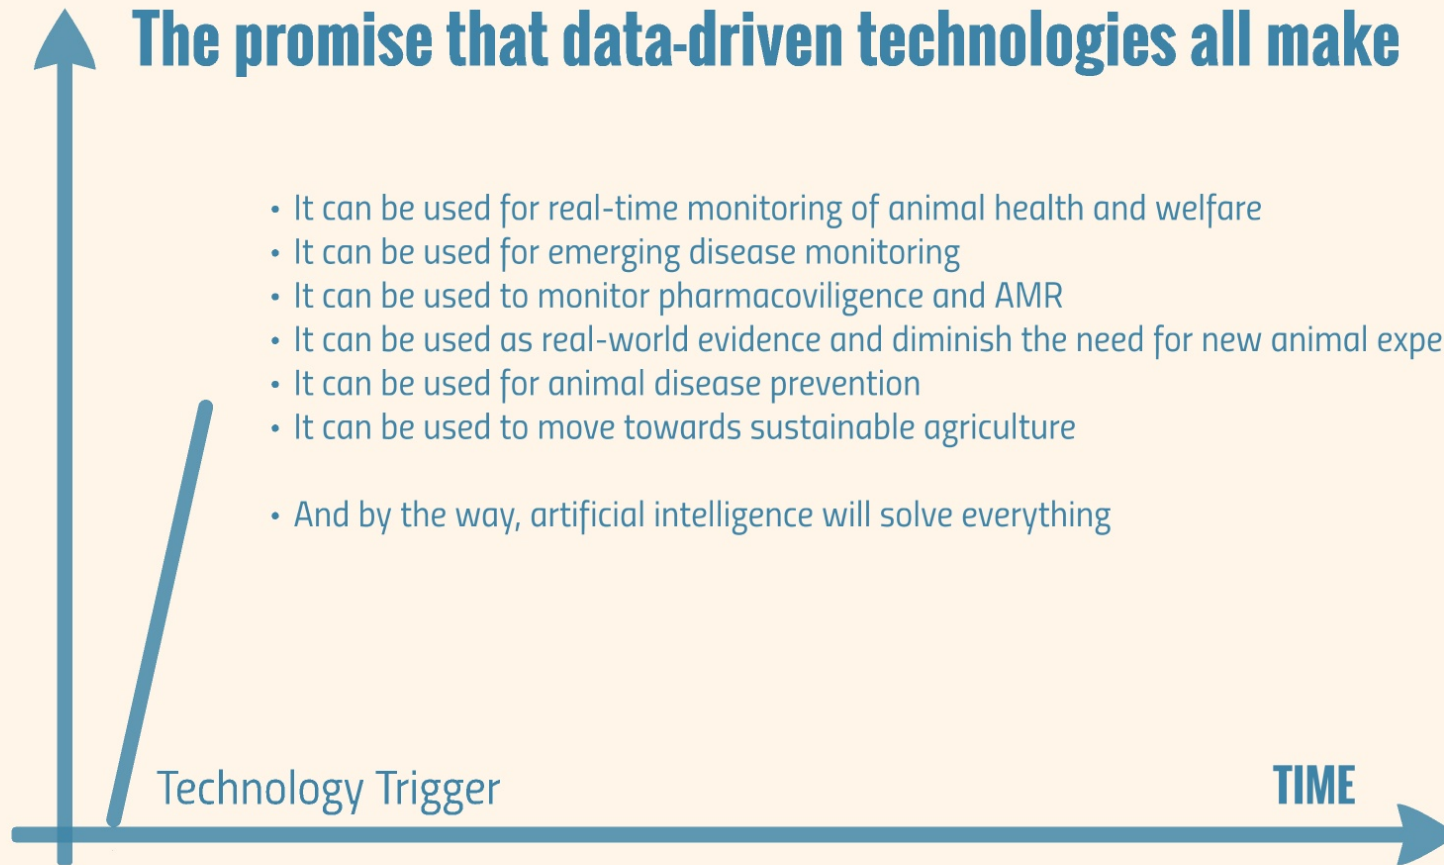 The promise that data-driven technologies all make
• It can be used for real-time monitoring of animal health and welfare
• It can be used for emerging disease monitoring
• It can be used to monitor pharmacoviligence and AMR
• It can be used as real-world evidence and diminish the need for new animal expe
• It can be used for animal disease prevention
• It can be used to move towards sustainable agriculture
• And by the way, artificial intelligence will solve everything
Technology Trigger
TIME